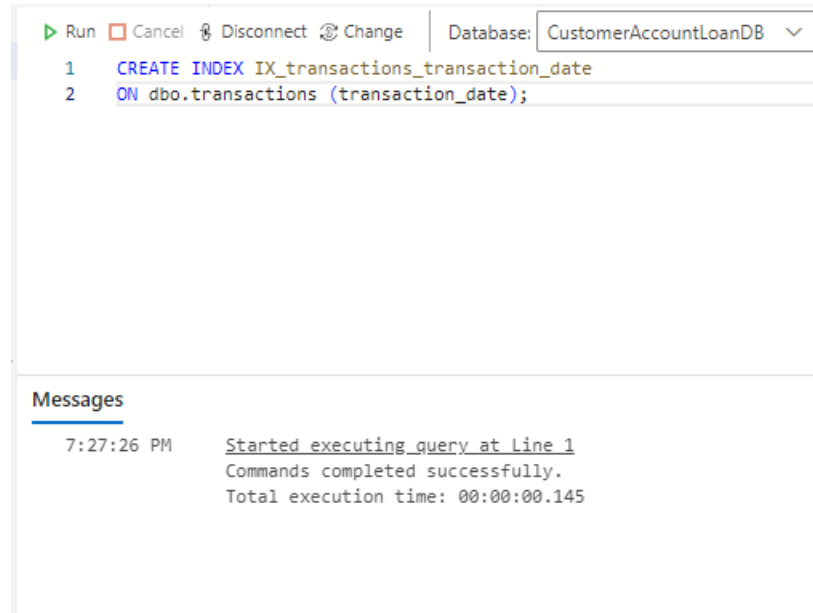 Run Cancel Disconnect Change Database: CustomerAccountLoanDB
1 CREATE INDEX IX_transactions_transaction_date
2 ON dbo.transactions (transaction_date);
Messages
7:27:26 PM Started executing query at Line 1
Commands completed successfully.
Total execution time: 00:00:00.145